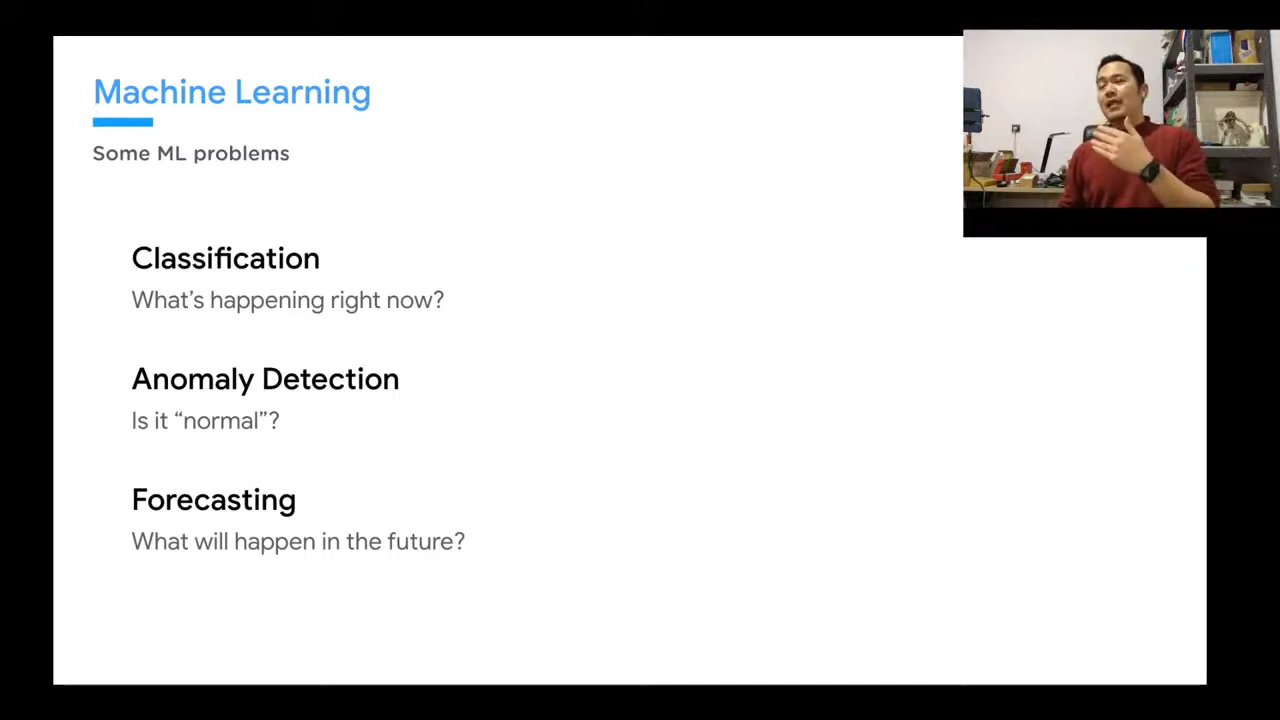 Machine Learning
Some ML problems
Classification
What’s happening right now?
Anomaly Detection
Is it “normal”?
Forecasting
What will happen in the future?